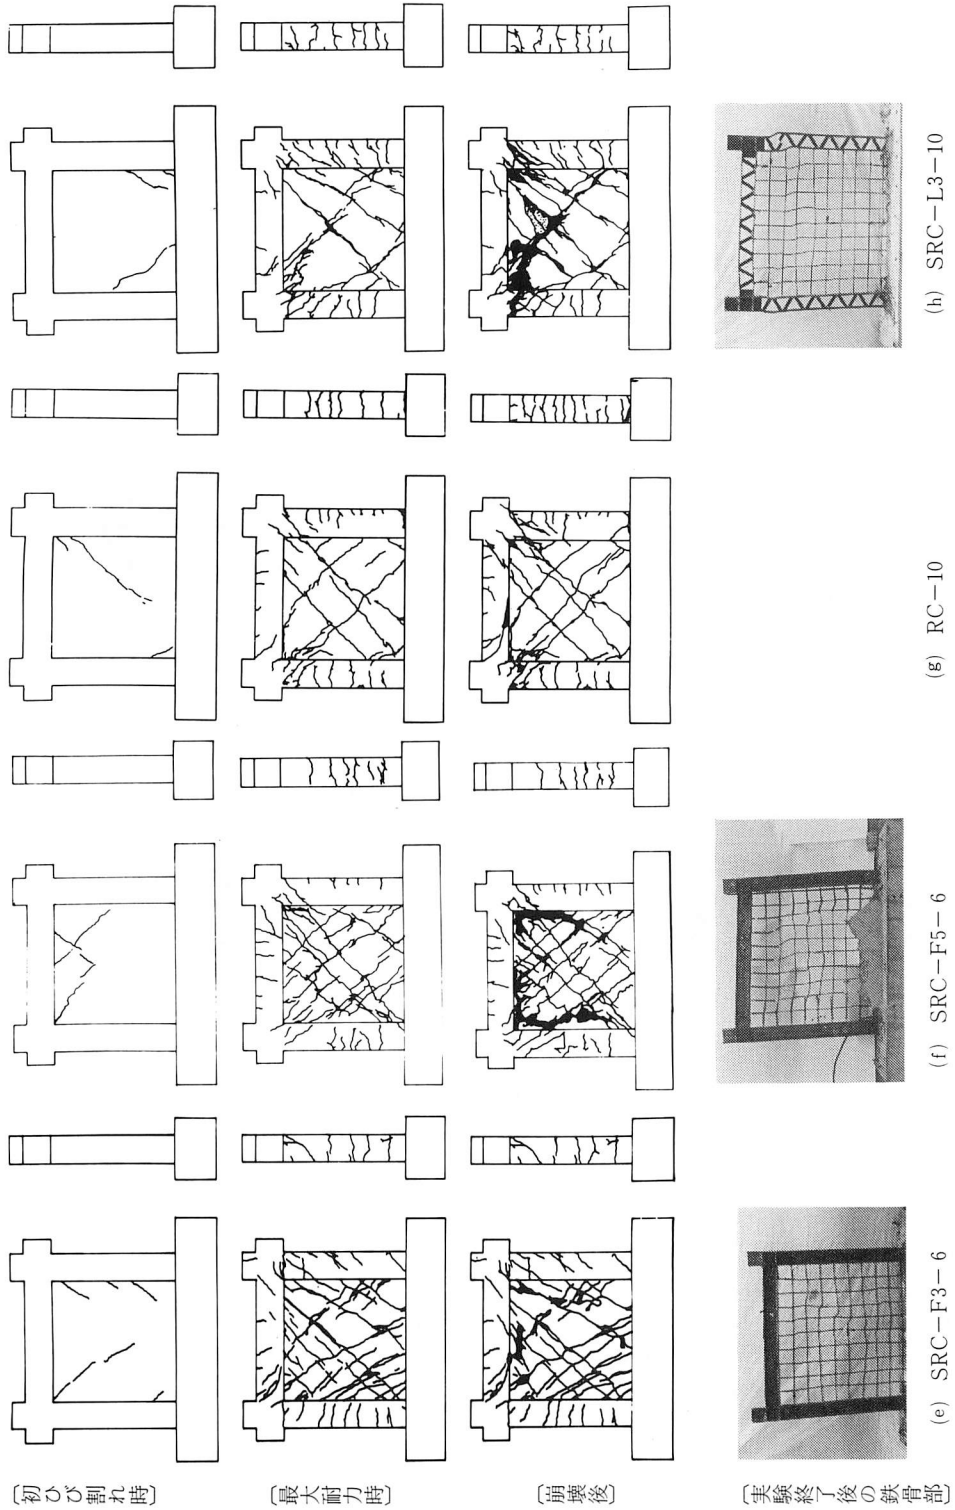 〔初ひび割れ時〕
〔最大耐力時〕
〔崩壊後〕
〔実験終了後の鉄骨部〕
(e) SRC−F3−6
(f) SRC−F5−6
(g) RC−10
(h) SRC−L3−10